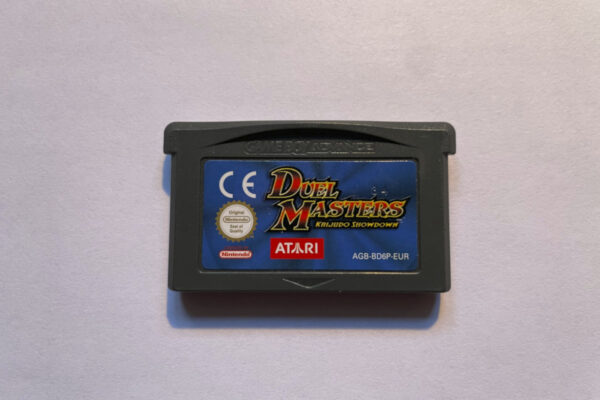 GAME BOY ADVANCE
CE
DUEL
MASTERS
KAIJUDO SHOWDOWN
Original
Nintendo
Seal of
Quality
Nintendo
ATARI
AGB-BD6P-EUR